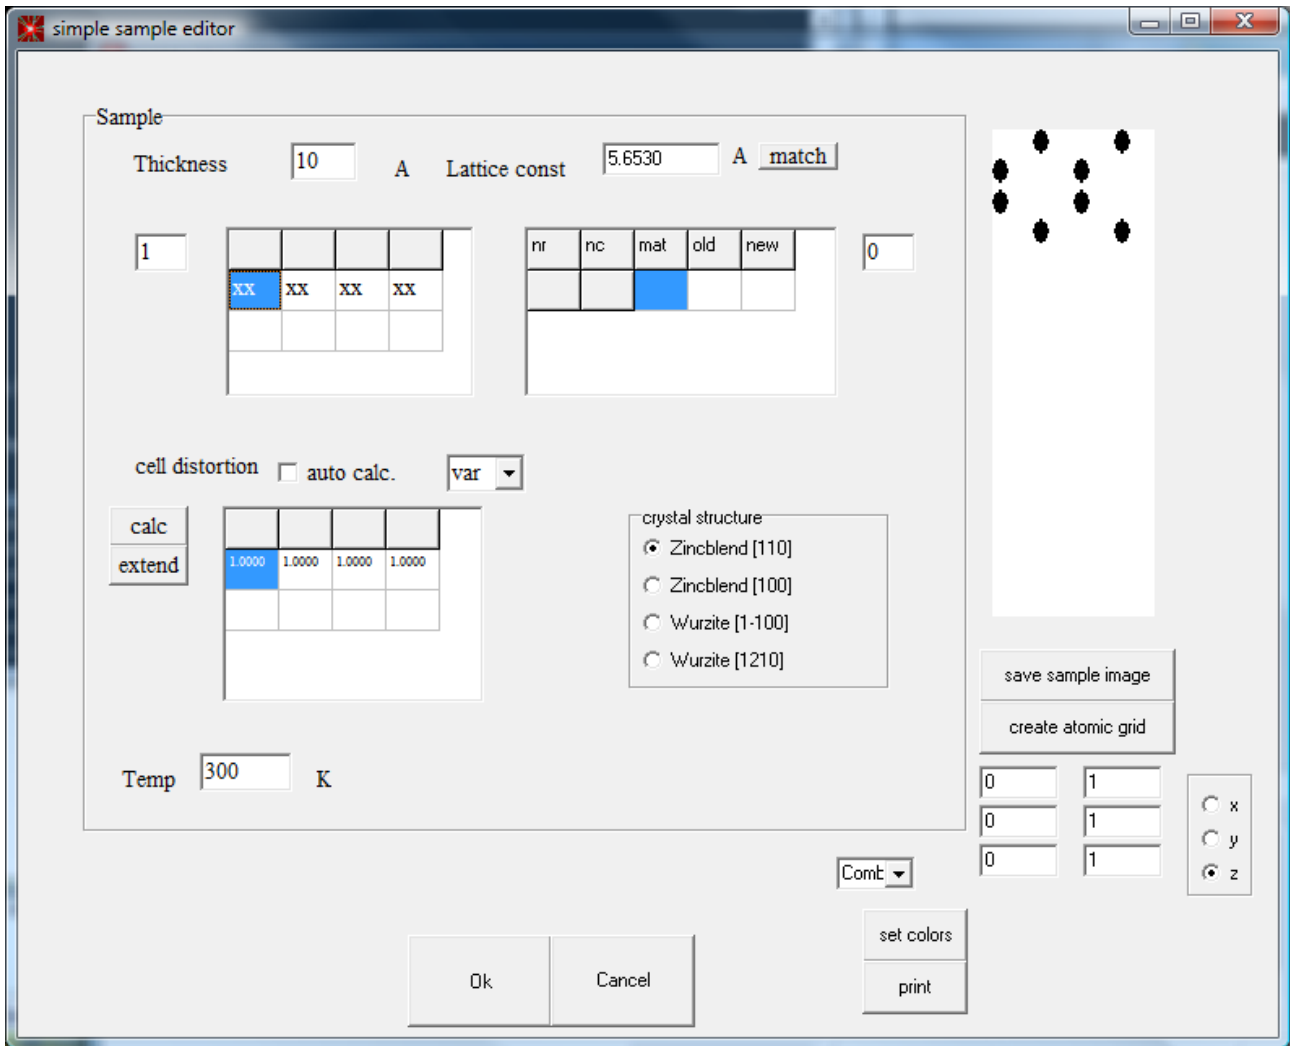 simple sample editor
Sample
Thickness 10 A Lattice const 5.6530 A match
1
xx xx xx xx
nr nc mat old new
0
cell distortion auto calc. var
calc
extend
1.0000 1.0000 1.0000 1.0000
crystal structure
Zincblend [110]
Zincblend [100]
Wurzite [1-100]
Wurzite [1210]
Temp 300 K
save sample image
create atomic grid
0 1
0 1
0 1
x
y
z
Comb
set colors
print
Ok Cancel